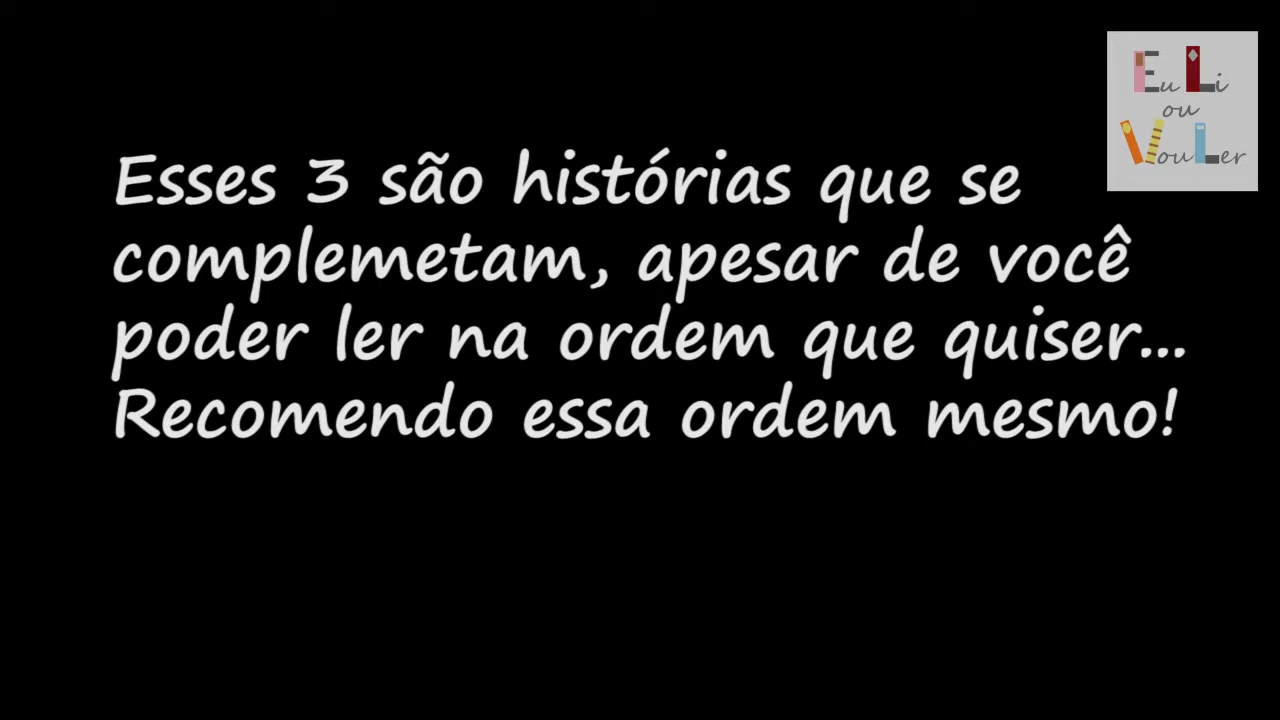 Eu Li
ou
Vou Ler
Esses 3 são histórias que se
complemetam, apesar de você
poder ler na ordem que quiser...
Recomendo essa ordem mesmo!